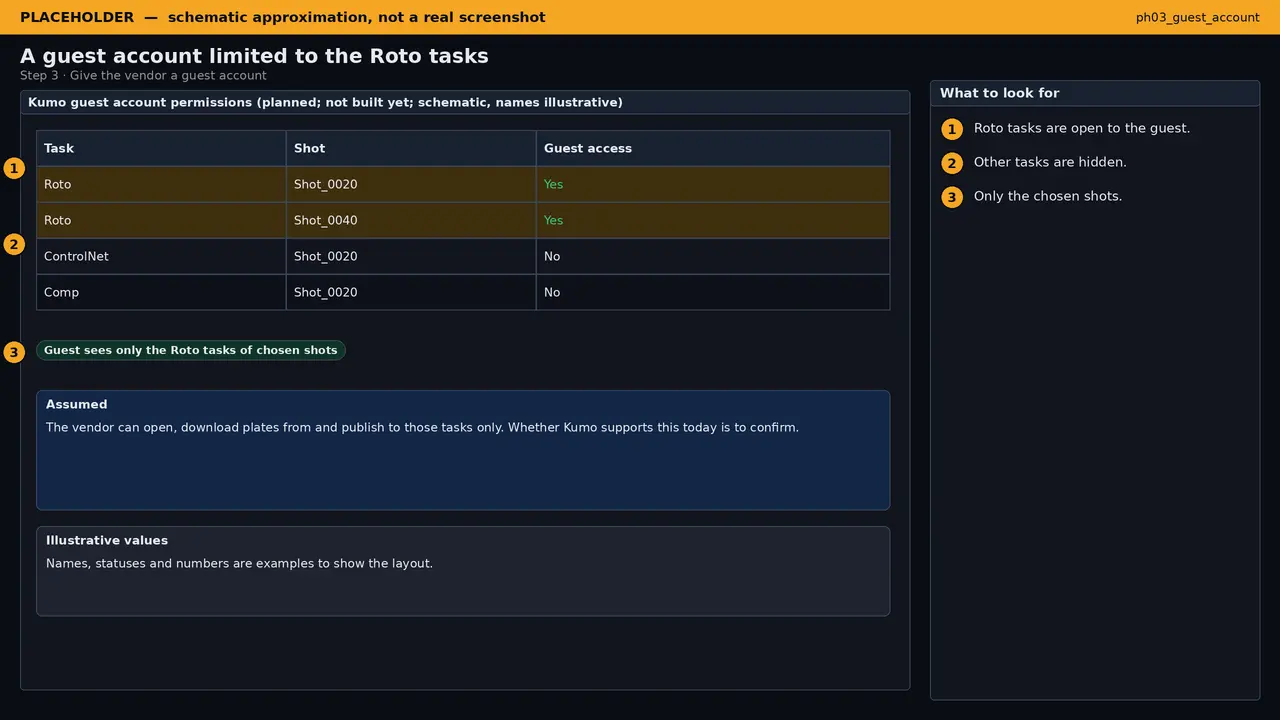 PLACEHOLDER — schematic approximation, not a real screenshot
ph03_guest_account
A guest account limited to the Roto tasks
Step 3 · Give the vendor a guest account
Kumo guest account permissions (planned; not built yet; schematic, names illustrative)
Task Shot Guest access
1
Roto Shot_0020 Yes
Roto Shot_0040 Yes
2
ControlNet Shot_0020 No
Comp Shot_0020 No
3 Guest sees only the Roto tasks of chosen shots
Assumed
The vendor can open, download plates from and publish to those tasks only. Whether Kumo supports this today is to confirm.
Illustrative values
Names, statuses and numbers are examples to show the layout.
What to look for
1 Roto tasks are open to the guest.
2 Other tasks are hidden.
3 Only the chosen shots.